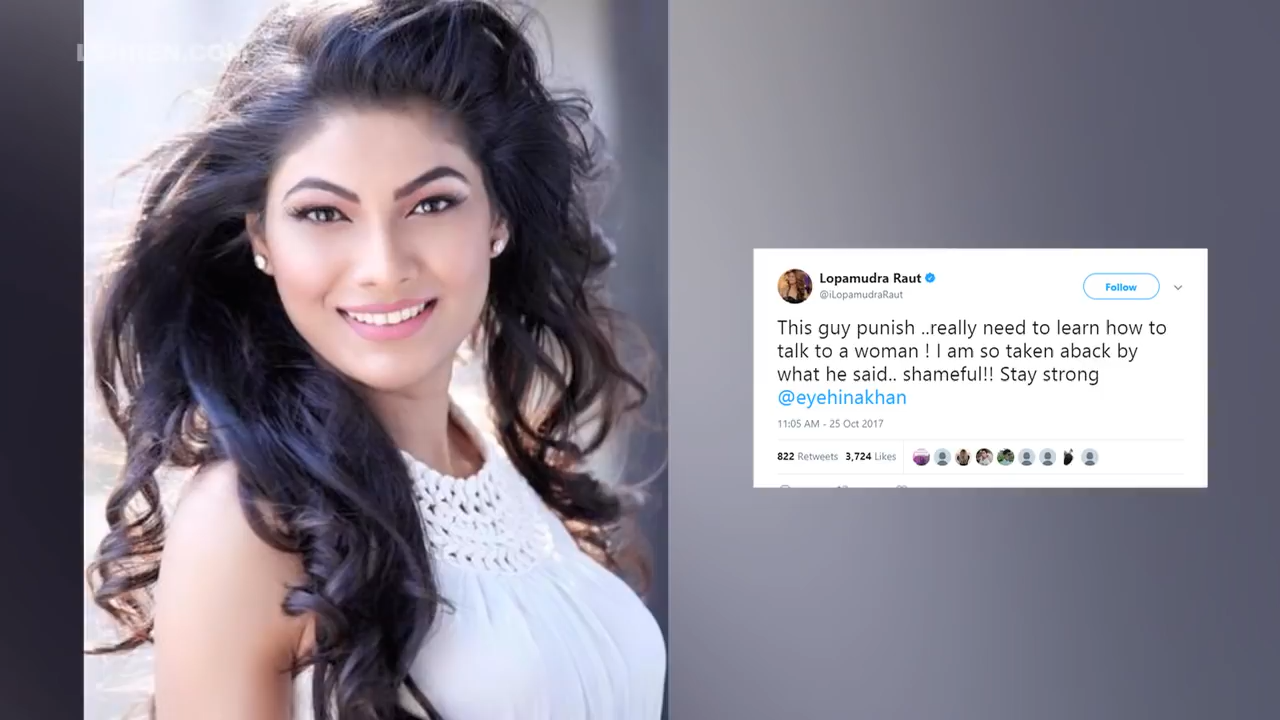 LEHREN.COM
Lopamudra Raut
@iLopamudraRaut
Follow
This guy punish ..really need to learn how to
talk to a woman ! I am so taken aback by
what he said.. shameful!! Stay strong
@eyehinakhan
11:05 AM - 25 Oct 2017
822 Retweets 3,724 Likes